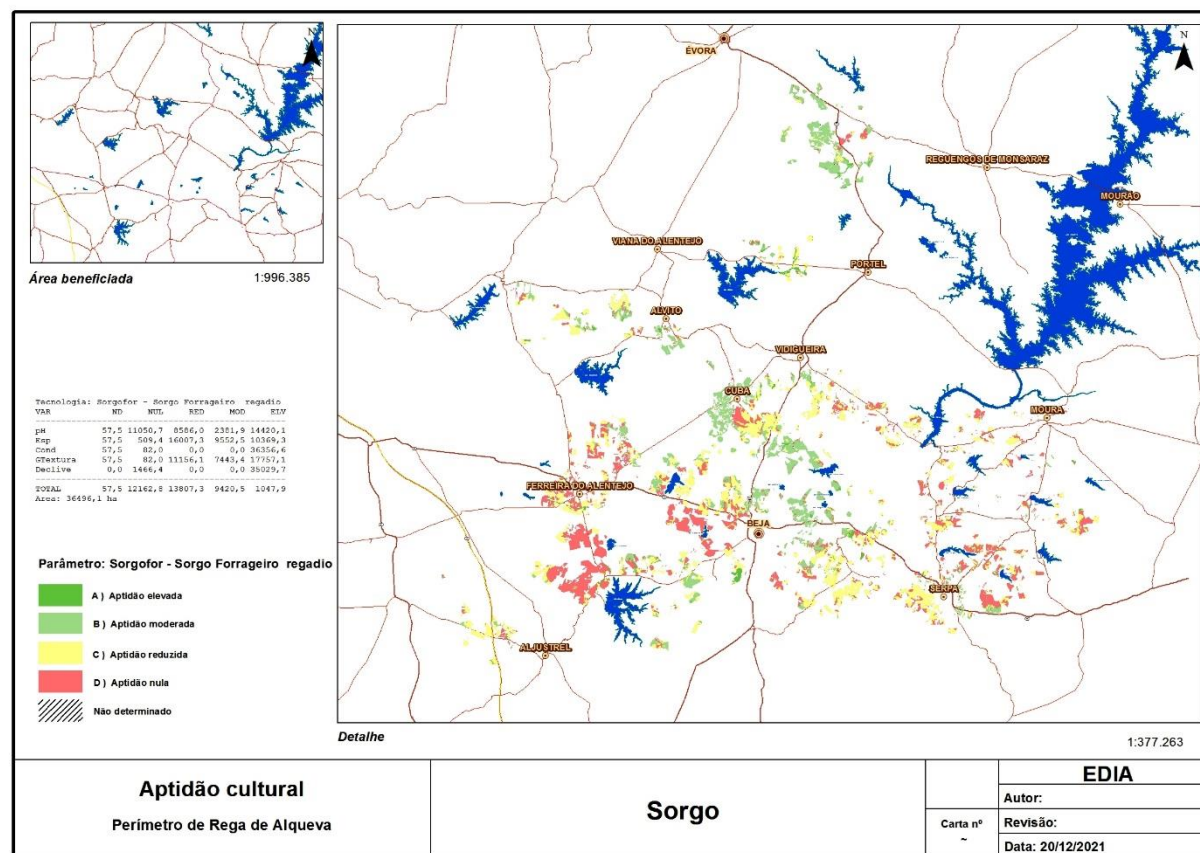 N
Área beneficiada 1:996.385
Tecnologia: Sorgofor - Sorgo Forrageiro regadio
VAR ND NUL RED MOD ELV
pH 57,5 11050,7 8586,0 2381,9 14420,1
Esp 57,5 509,4 16007,3 9552,5 10369,3
Cond 57,5 82,0 0,0 0,0 36356,6
GTextura 57,5 82,0 11156,1 7443,4 17757,1
Declive 0,0 1466,4 0,0 0,0 35029,7
TOTAL 57,5 12162,8 13807,3 9420,5 1047,9
Area: 36496,1 ha
Parâmetro: Sorgofor - Sorgo Forrageiro regadio
A ) Aptidão elevada
B ) Aptidão moderada
C ) Aptidão reduzida
D ) Aptidão nula
Não determinado
N
ÉVORA
REGUENGOS DE MONSARAZ
MOURÃO
VIANA DO ALENTEJO
PORTEL
ALVITO
VIDIGUEIRA
CUBA
MOURA
FERREIRA DO ALENTEJO
BEJA
SERPA
ALJUSTREL
Detalhe
1:377.263
Aptidão cultural
Perímetro de Rega de Alqueva
Sorgo
Carta nº
~
EDIA
Autor:
Revisão:
Data: 20/12/2021